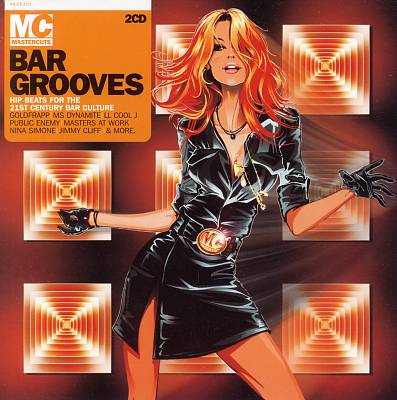 MC
MASTERCUTS
2CD
BAR
GROOVES
HIP BEATS FOR THE
21ST CENTURY BAR CULTURE
GOLDFRAPP MS DYNAMITE LL COOL J
PUBLIC ENEMY MASTERS AT WORK
NINA SIMONE JIMMY CLIFF & MORE.
MC